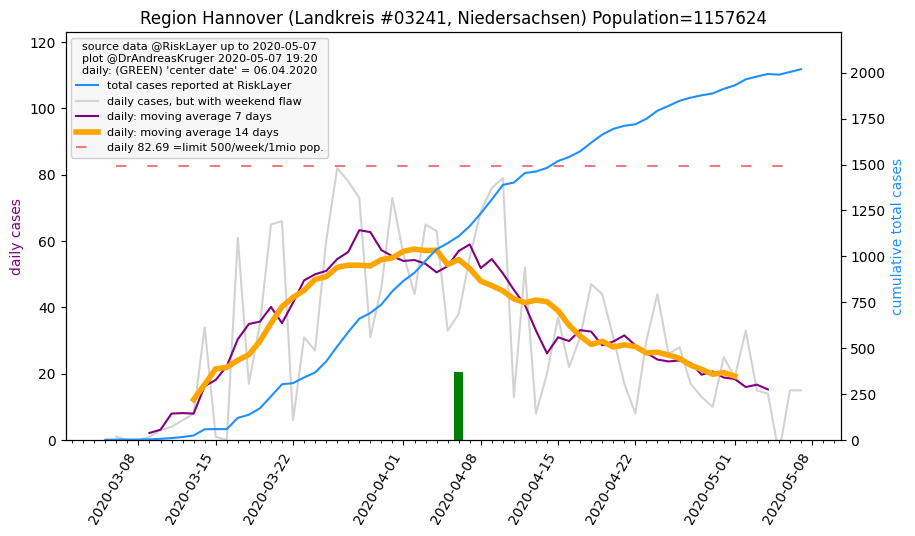 Region Hannover (Landkreis #03241, Niedersachsen) Population=1157624
source data @RiskLayer up to 2020-05-07
plot @DrAndreasKruger 2020-05-07 19:20
daily: (GREEN) 'center date' = 06.04.2020
total cases reported at RiskLayer
daily cases, but with weekend flaw
daily: moving average 7 days
daily: moving average 14 days
daily 82.69 =limit 500/week/1mio pop.
daily cases
120
100
80
60
40
20
0
cumulative total cases
2000
1750
1500
1250
1000
750
500
250
0
2020-03-08
2020-03-15
2020-03-22
2020-04-01
2020-04-08
2020-04-15
2020-04-22
2020-05-01
2020-05-08